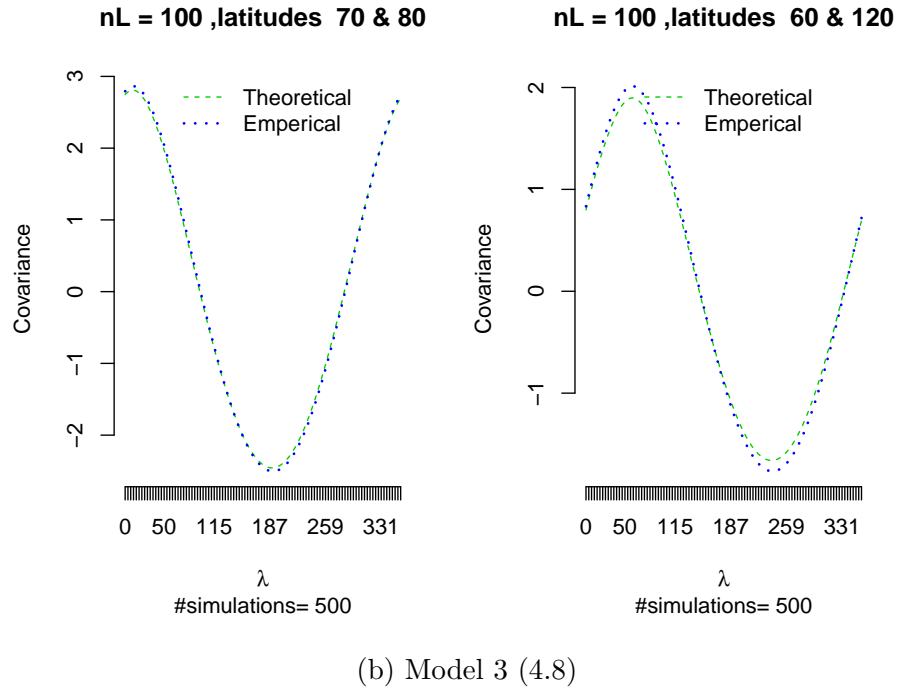 nL = 100 ,latitudes 70 & 80
3
2
1
0
−1
−2
Covariance
Theoretical
Emperical
0 50 115 187 259 331
λ
#simulations= 500
nL = 100 ,latitudes 60 & 120
2
1
0
−1
Covariance
Theoretical
Emperical
0 50 115 187 259 331
λ
#simulations= 500
(b) Model 3 (4.8)